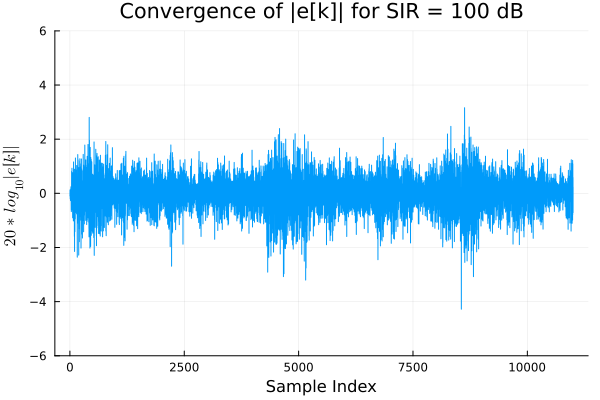 Convergence of |e[k]| for SIR = 100 dB
6
4
2
0
−2
−4
−6
20 * log₁₀|e[k]|
0 2500 5000 7500 10000
Sample Index